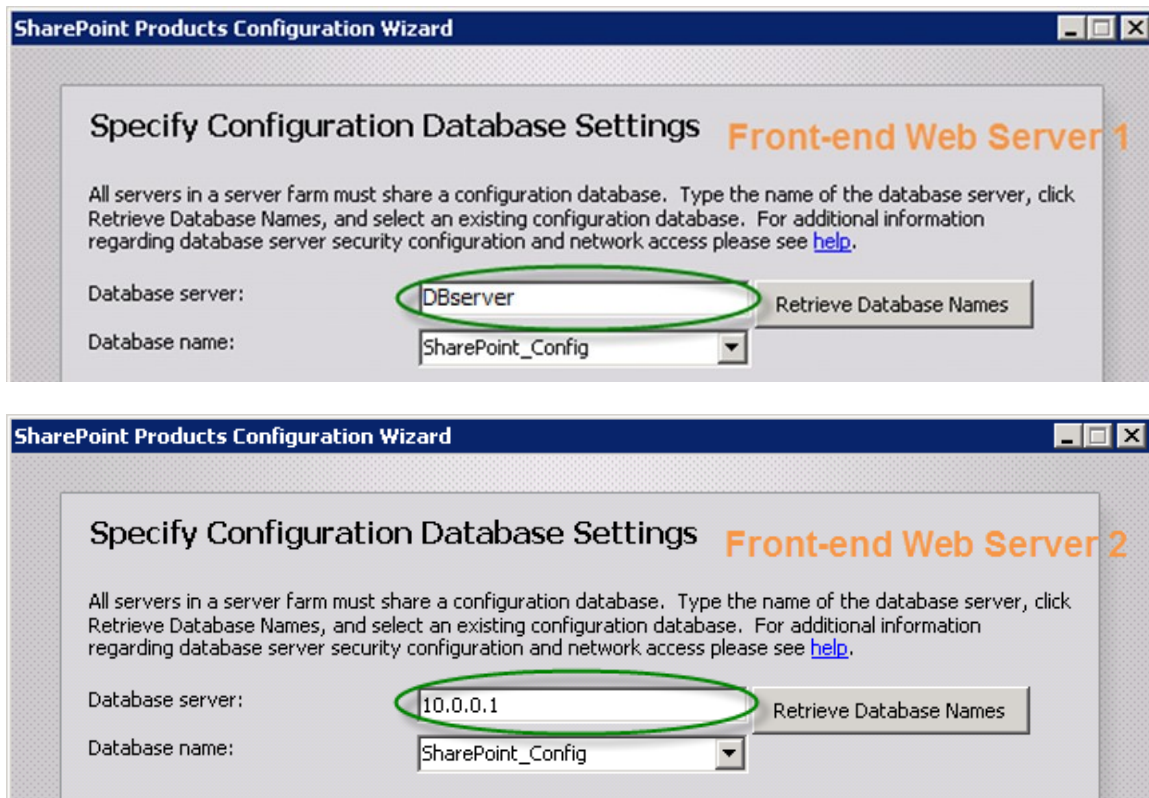 SharePoint Products Configuration Wizard
Specify Configuration Database Settings Front-end Web Server 1
All servers in a server farm must share a configuration database. Type the name of the database server, click
Retrieve Database Names, and select an existing configuration database. For additional information
regarding database server security configuration and network access please see help.
Database server: DBserver Retrieve Database Names
Database name: SharePoint_Config
SharePoint Products Configuration Wizard
Specify Configuration Database Settings Front-end Web Server 2
All servers in a server farm must share a configuration database. Type the name of the database server, click
Retrieve Database Names, and select an existing configuration database. For additional information
regarding database server security configuration and network access please see help.
Database server: 10.0.0.1 Retrieve Database Names
Database name: SharePoint_Config